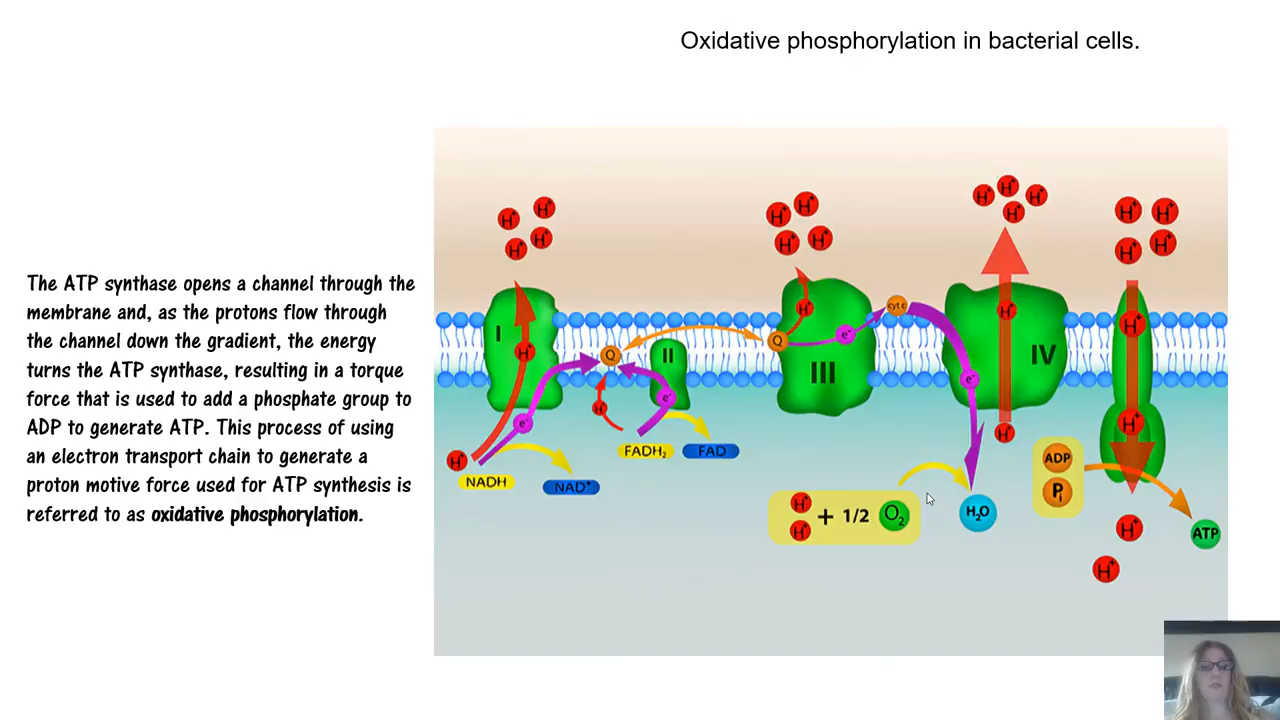 Oxidative phosphorylation in bacterial cells.
The ATP synthase opens a channel through the
membrane and, as the protons flow through
the channel down the gradient, the energy
turns the ATP synthase, resulting in a torque
force that is used to add a phosphate group to
ADP to generate ATP. This process of using
an electron transport chain to generate a
proton motive force used for ATP synthesis is
referred to as oxidative phosphorylation.
H⁺ H⁺ H⁺ H⁺
H⁺ H⁺ H⁺ H⁺
H⁺ H⁺ H⁺ H⁺
H⁺ H⁺ H⁺ H⁺
I
H⁺
H⁺
e⁻
NADH
NAD⁺
Q
II
H⁺
e⁻
FADH₂
FAD
Q
H⁺
e⁻
III
cyt c
e⁻
H⁺
IV
H⁺
H⁺
H⁺
H⁺
H⁺ + 1/2 O₂
H₂O
ADP
Pi
ATP
H⁺
H⁺